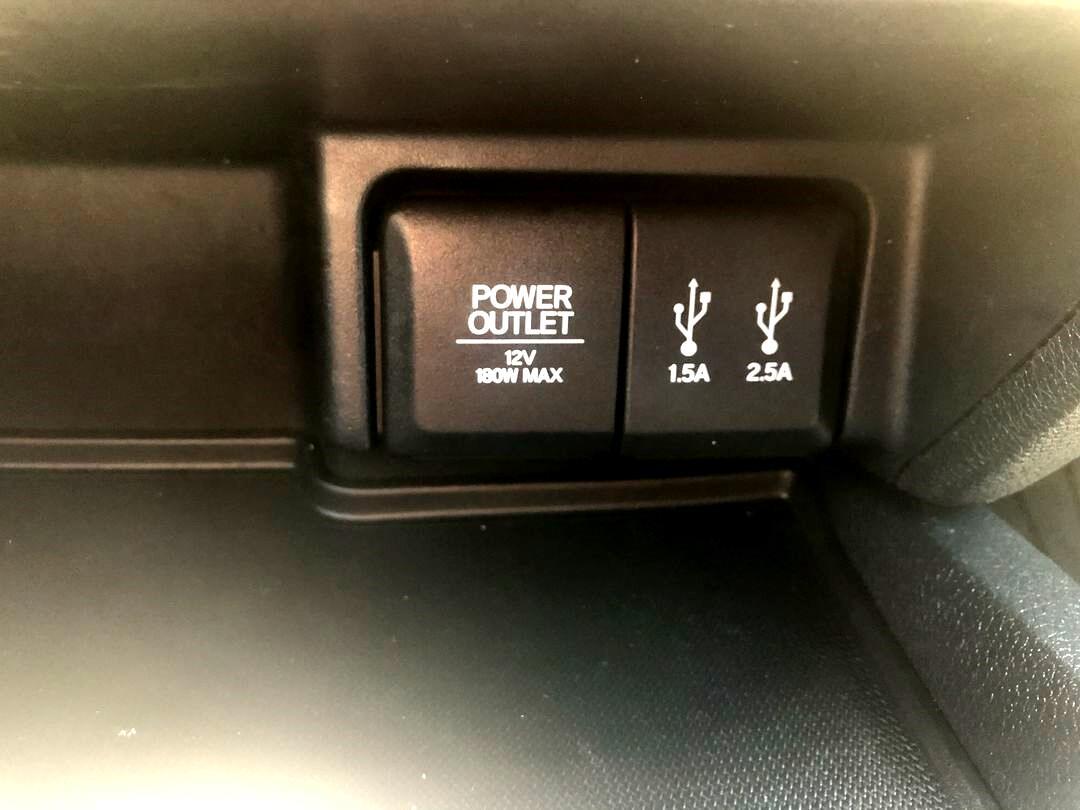 POWER
OUTLET
12V
180W MAX
1.5A 2.5A